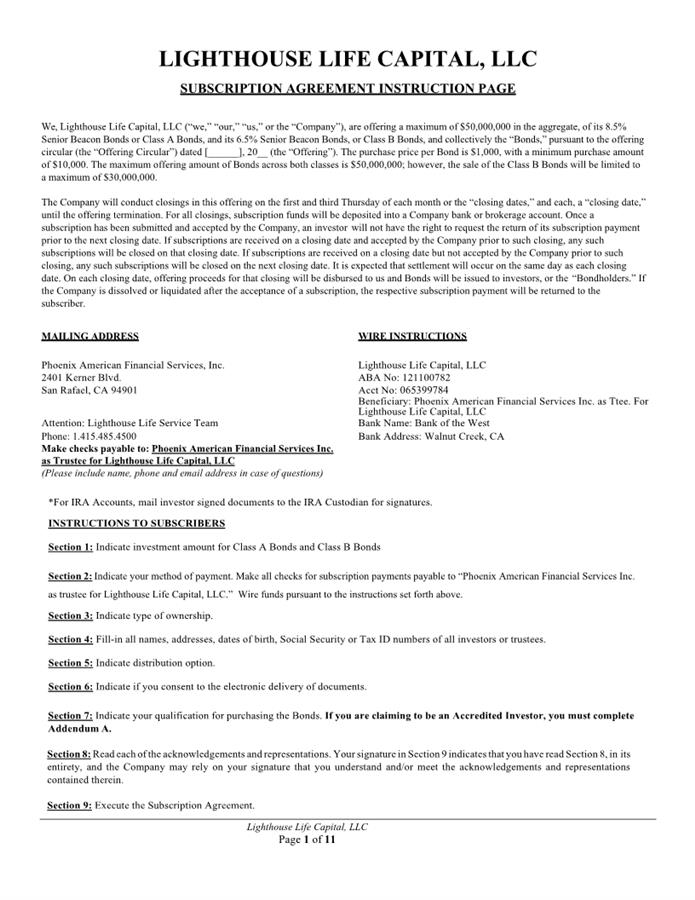 LIGHTHOUSE LIFE CAPITAL, LLC
SUBSCRIPTION AGREEMENT INSTRUCTION PAGE
We, Lighthouse Life Capital, LLC (“we,” “our,” “us,” or the “Company”), are offering a maximum of $50,000,000 in the aggregate, of its 8.5%
Senior Beacon Bonds or Class A Bonds, and its 6.5% Senior Beacon Bonds, or Class B Bonds, and collectively the “Bonds,” pursuant to the offering
circular (the “Offering Circular”) dated [______], 20__ (the “Offering”). The purchase price per Bond is $1,000, with a minimum purchase amount
of $10,000. The maximum offering amount of Bonds across both classes is $50,000,000; however, the sale of the Class B Bonds will be limited to
a maximum of $30,000,000.
The Company will conduct closings in this offering on the first and third Thursday of each month or the “closing dates,” and each, a “closing date,”
until the offering termination. For all closings, subscription funds will be deposited into a Company bank or brokerage account. Once a
subscription has been submitted and accepted by the Company, an investor will not have the right to request the return of its subscription payment
prior to the next closing date. If subscriptions are received on a closing date and accepted by the Company prior to such closing, any such
subscriptions will be closed on that closing date. If subscriptions are received on a closing date but not accepted by the Company prior to such
closing, any such subscriptions will be closed on the next closing date. It is expected that settlement will occur on the same day as each closing
date. On each closing date, offering proceeds for that closing will be disbursed to us and Bonds will be issued to investors, or the “Bondholders.” If
the Company is dissolved or liquidated after the acceptance of a subscription, the respective subscription payment will be returned to the
subscriber.
MAILING ADDRESS
Phoenix American Financial Services, Inc.
2401 Kerner Blvd.
San Rafael, CA 94901
Attention: Lighthouse Life Service Team
Phone: 1.415.485.4500
Make checks payable to: Phoenix American Financial Services Inc.
as Trustee for Lighthouse Life Capital, LLC
(Please include name, phone and email address in case of questions)
WIRE INSTRUCTIONS
Lighthouse Life Capital, LLC
ABA No: 121100782
Acct No: 065399784
Beneficiary: Phoenix American Financial Services Inc. as Ttee. For
Lighthouse Life Capital, LLC
Bank Name: Bank of the West
Bank Address: Walnut Creek, CA
*For IRA Accounts, mail investor signed documents to the IRA Custodian for signatures.
INSTRUCTIONS TO SUBSCRIBERS
Section 1: Indicate investment amount for Class A Bonds and Class B Bonds
Section 2: Indicate your method of payment. Make all checks for subscription payments payable to “Phoenix American Financial Services Inc.
as trustee for Lighthouse Life Capital, LLC.” Wire funds pursuant to the instructions set forth above.
Section 3: Indicate type of ownership.
Section 4: Fill-in all names, addresses, dates of birth, Social Security or Tax ID numbers of all investors or trustees.
Section 5: Indicate distribution option.
Section 6: Indicate if you consent to the electronic delivery of documents.
Section 7: Indicate your qualification for purchasing the Bonds. If you are claiming to be an Accredited Investor, you must complete
Addendum A.
Section 8: Read each of the acknowledgements and representations. Your signature in Section 9 indicates that you have read Section 8, in its
entirety, and the Company may rely on your signature that you understand and/or meet the acknowledgements and representations
contained therein.
Section 9: Execute the Subscription Agreement.
Lighthouse Life Capital, LLC
Page 1 of 11